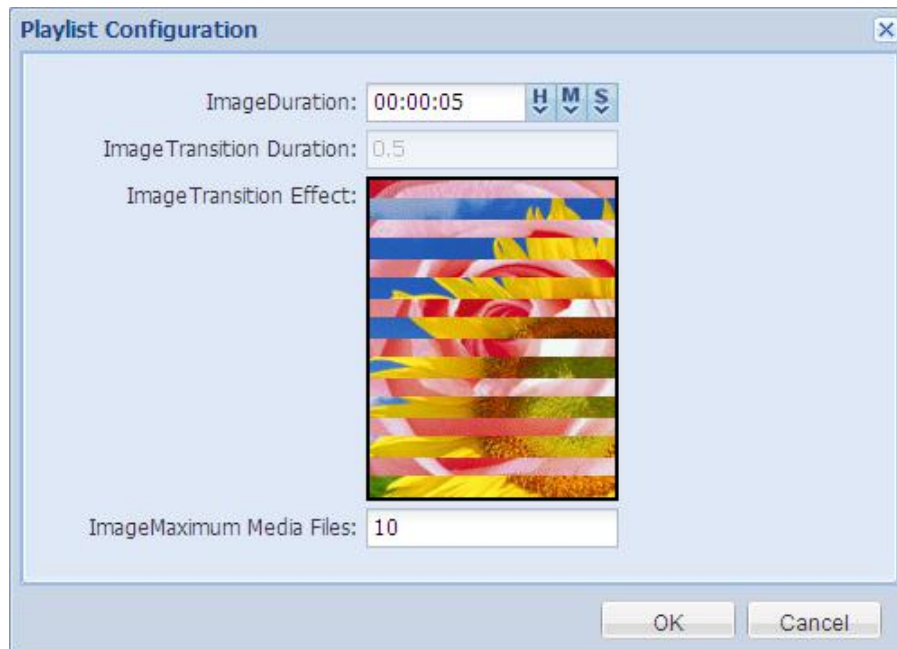 Playlist Configuration
ImageDuration: 00:00:05 H M S
ImageTransition Duration: 0.5
ImageTransition Effect:
ImageMaximum Media Files: 10
OK Cancel